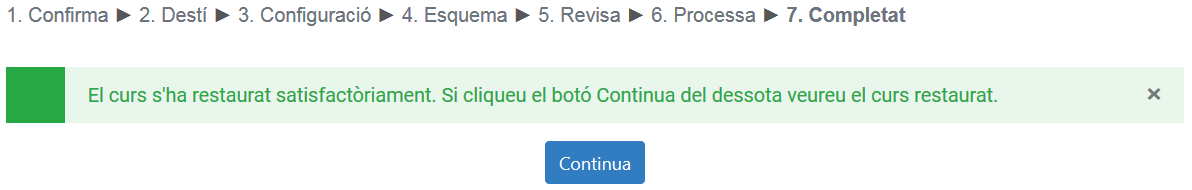 1. Confirma ► 2. Destí ► 3. Configuració ► 4. Esquema ► 5. Revisa ► 6. Processa ► 7. Completat
El curs s'ha restaurat satisfactòriament. Si cliqueu el botó Continua del dessota veureu el curs restaurat. ×
Continua